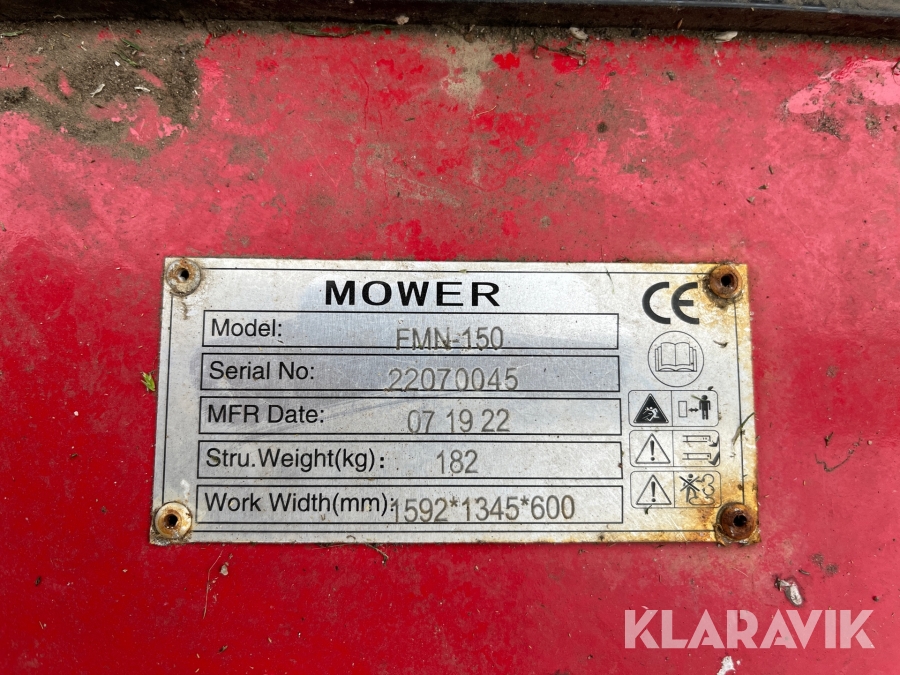 MOWER
CE
Model: FMN-150
Serial No: 22070045
MFR Date: 07 19 22
Stru.Weight(kg): 182
Work Width(mm): 1592*1345*600
KLARAVIK